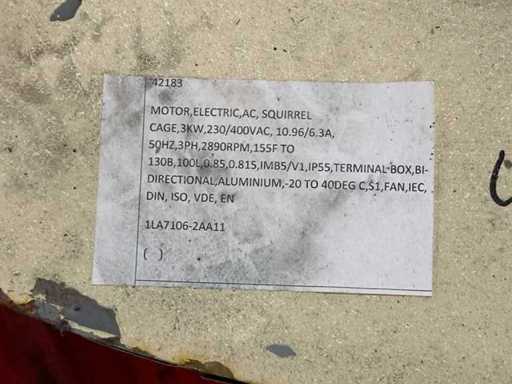 42183
MOTOR,ELECTRIC,AC, SQUIRREL
CAGE,3KW,230/400VAC, 10.96/6.3A,
50HZ,3PH,2890RPM,155F TO
130B,100L,0.85,0.815,IMB5/V1,IP55,TERMINAL BOX,BI-
DIRECTIONAL,ALUMINIUM,-20 TO 40DEG C,S1,FAN,IEC,
DIN, ISO, VDE, EN
1LA7106-2AA11
( )